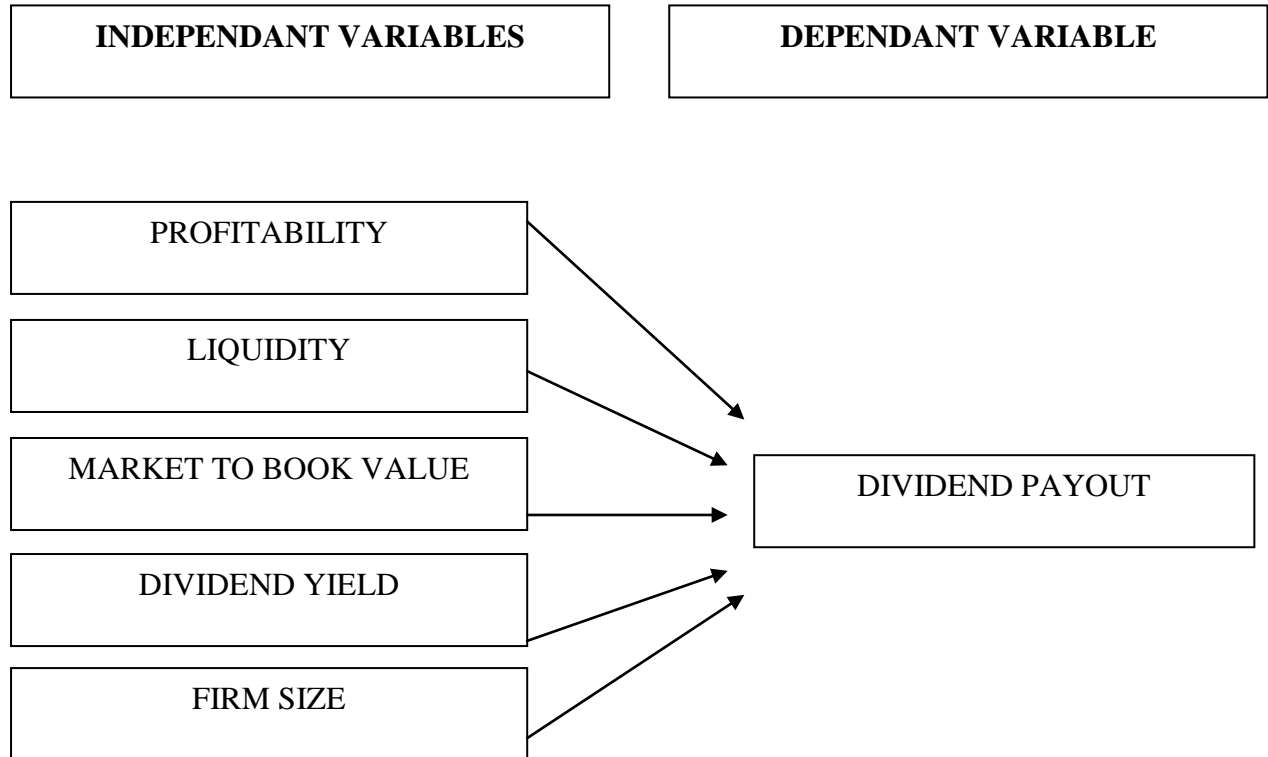 INDEPENDANT VARIABLES
DEPENDANT VARIABLE
PROFITABILITY
LIQUIDITY
MARKET TO BOOK VALUE
DIVIDEND PAYOUT
DIVIDEND YIELD
FIRM SIZE